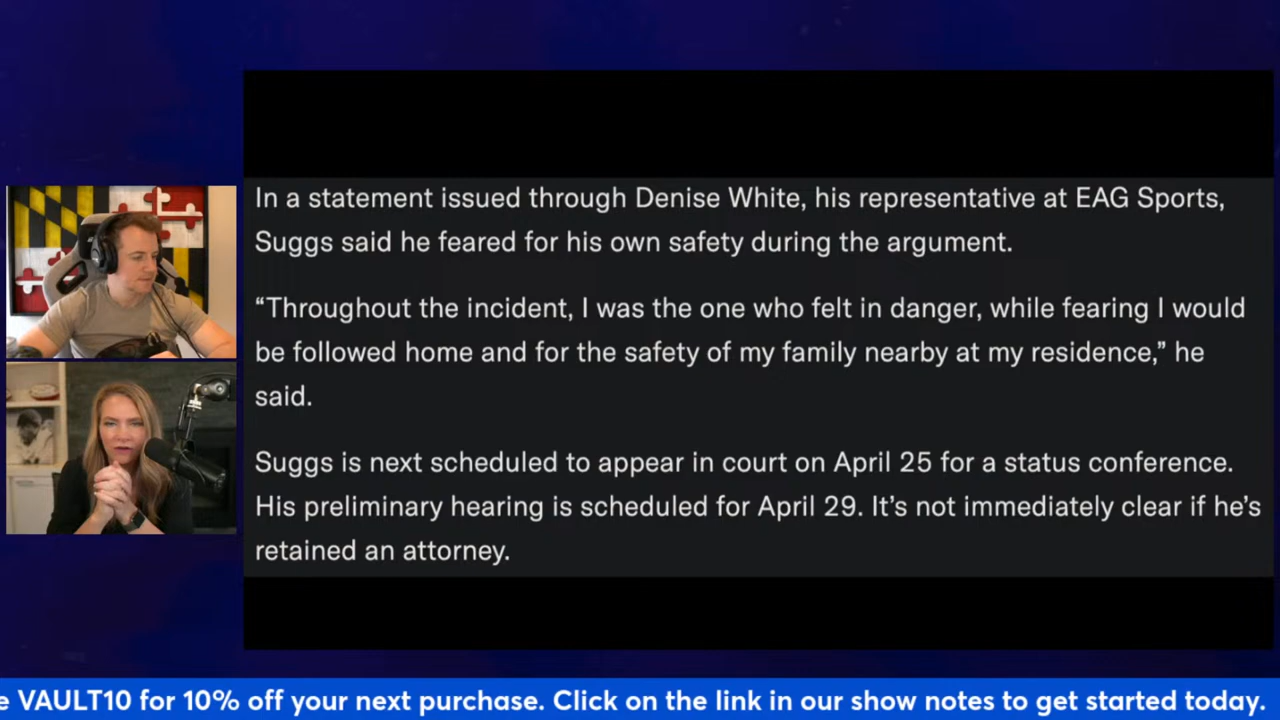 In a statement issued through Denise White, his representative at EAG Sports,
Suggs said he feared for his own safety during the argument.
“Throughout the incident, I was the one who felt in danger, while fearing I would
be followed home and for the safety of my family nearby at my residence,” he
said.
Suggs is next scheduled to appear in court on April 25 for a status conference.
His preliminary hearing is scheduled for April 29. It’s not immediately clear if he’s
retained an attorney.
e VAULT10 for 10% off your next purchase. Click on the link in our show notes to get started today.